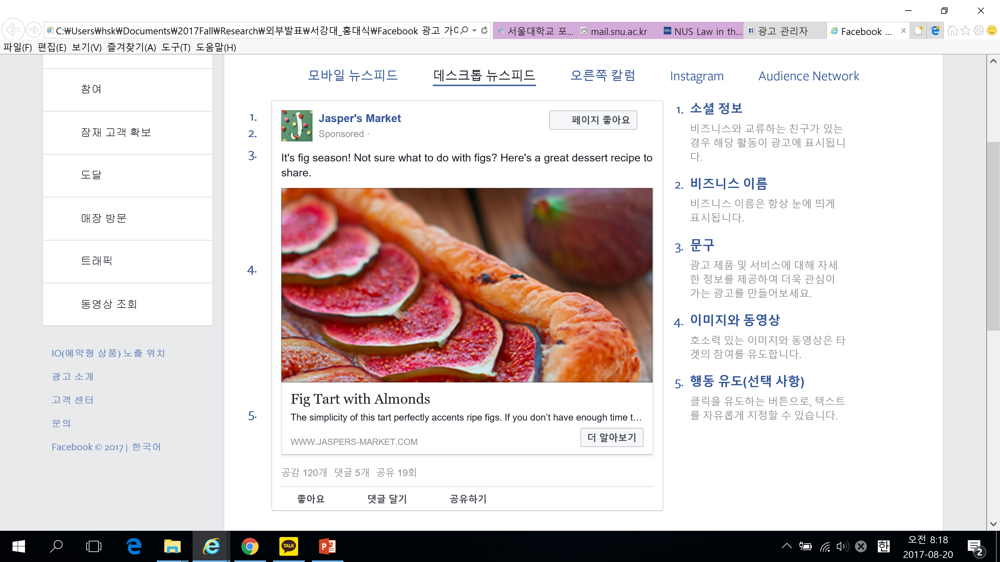 C:₩Users₩hsk₩Documents₩2017Fall₩Research₩외부발표₩서강대_홍대식₩Facebook 광고 가이
서울대학교 포...
mail.snu.ac.kr
NUS Law in th...
광고 관리자
Facebook ...
파일(F) 편집(E) 보기(V) 즐겨찾기(A) 도구(T) 도움말(H)
참여
잠재 고객 확보
도달
매장 방문
트래픽
동영상 조회
IO(예약형 상품) 노출 위치
광고 소개
고객 센터
문의
Facebook © 2017 | 한국어
모바일 뉴스피드 데스크톱 뉴스피드 오른쪽 칼럼 Instagram Audience Network
1.
2.
3.
4.
5.
J
Jasper's Market
Sponsored ·
페이지 좋아요
It's fig season! Not sure what to do with figs? Here's a great dessert recipe to
share.
Fig Tart with Almonds
The simplicity of this tart perfectly accents ripe figs. If you don’t have enough time t...
WWW.JASPERS-MARKET.COM
더 알아보기
공감 120개 댓글 5개 공유 19회
좋아요 댓글 달기 공유하기
1. 소셜 정보
비즈니스와 교류하는 친구가 있는
경우 해당 활동이 광고에 표시됩니
다.
2. 비즈니스 이름
비즈니스 이름은 항상 눈에 띄게
표시됩니다.
3. 문구
광고 제품 및 서비스에 대해 자세
한 정보를 제공하여 더욱 관심이
가는 광고를 만들어보세요.
4. 이미지와 동영상
호소력 있는 이미지와 동영상은 타
겟의 참여를 유도합니다.
5. 행동 유도(선택 사항)
클릭을 유도하는 버튼으로, 텍스트
를 자유롭게 지정할 수 있습니다.
TALK
P
한
오전 8:18
2017-08-20
2